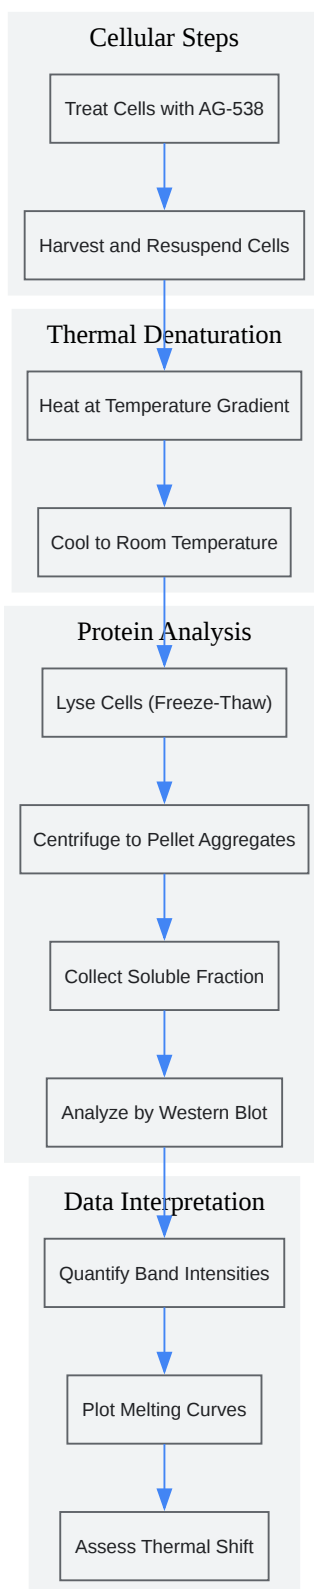 Cellular Steps
Treat Cells with AG-538
Harvest and Resuspend Cells
Thermal Denaturation
Heat at Temperature Gradient
Cool to Room Temperature
Protein Analysis
Lyse Cells (Freeze-Thaw)
Centrifuge to Pellet Aggregates
Collect Soluble Fraction
Analyze by Western Blot
Data Interpretation
Quantify Band Intensities
Plot Melting Curves
Assess Thermal Shift